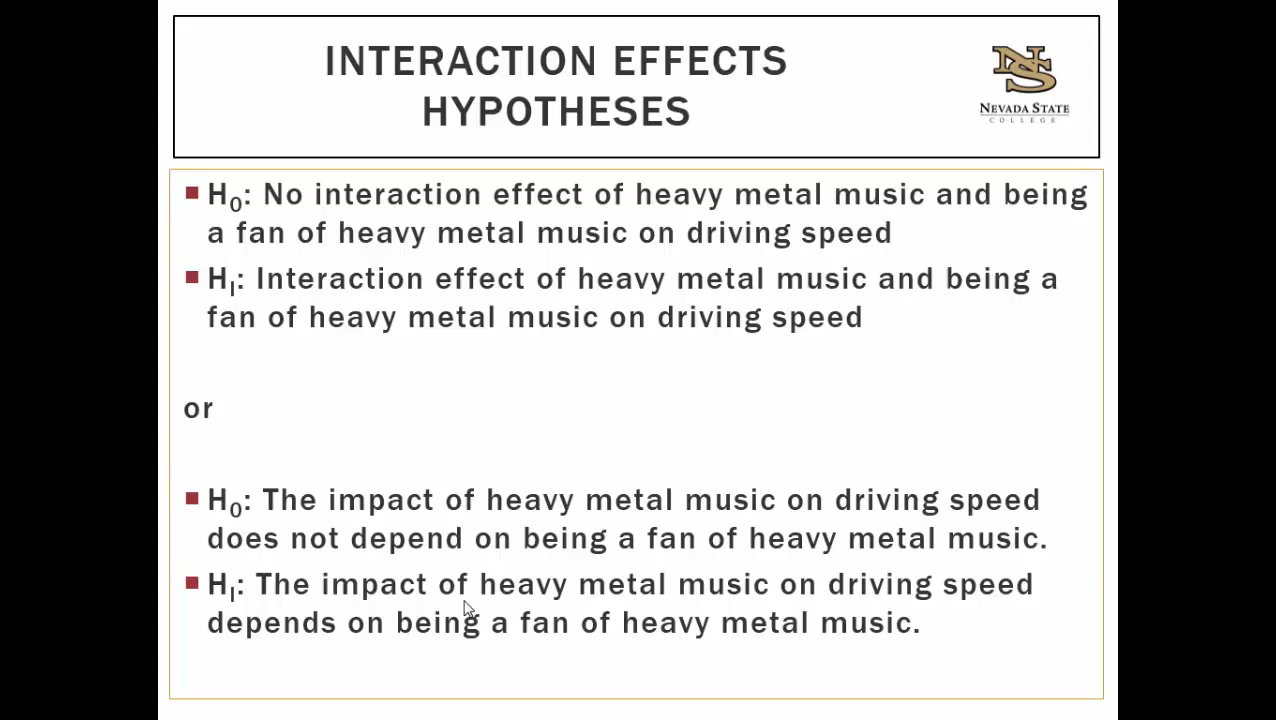 INTERACTION EFFECTS
HYPOTHESES
NS
NEVADA STATE
COLLEGE
■ H₀: No interaction effect of heavy metal music and being
a fan of heavy metal music on driving speed
■ H₁: Interaction effect of heavy metal music and being a
fan of heavy metal music on driving speed
or
■ H₀: The impact of heavy metal music on driving speed
does not depend on being a fan of heavy metal music.
■ H₁: The impact of heavy metal music on driving speed
depends on being a fan of heavy metal music.